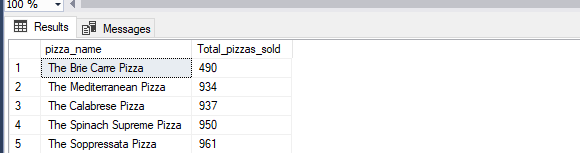 100 %
Results Messages
pizza_name Total_pizzas_sold
1 The Brie Carre Pizza 490
2 The Mediterranean Pizza 934
3 The Calabrese Pizza 937
4 The Spinach Supreme Pizza 950
5 The Soppressata Pizza 961